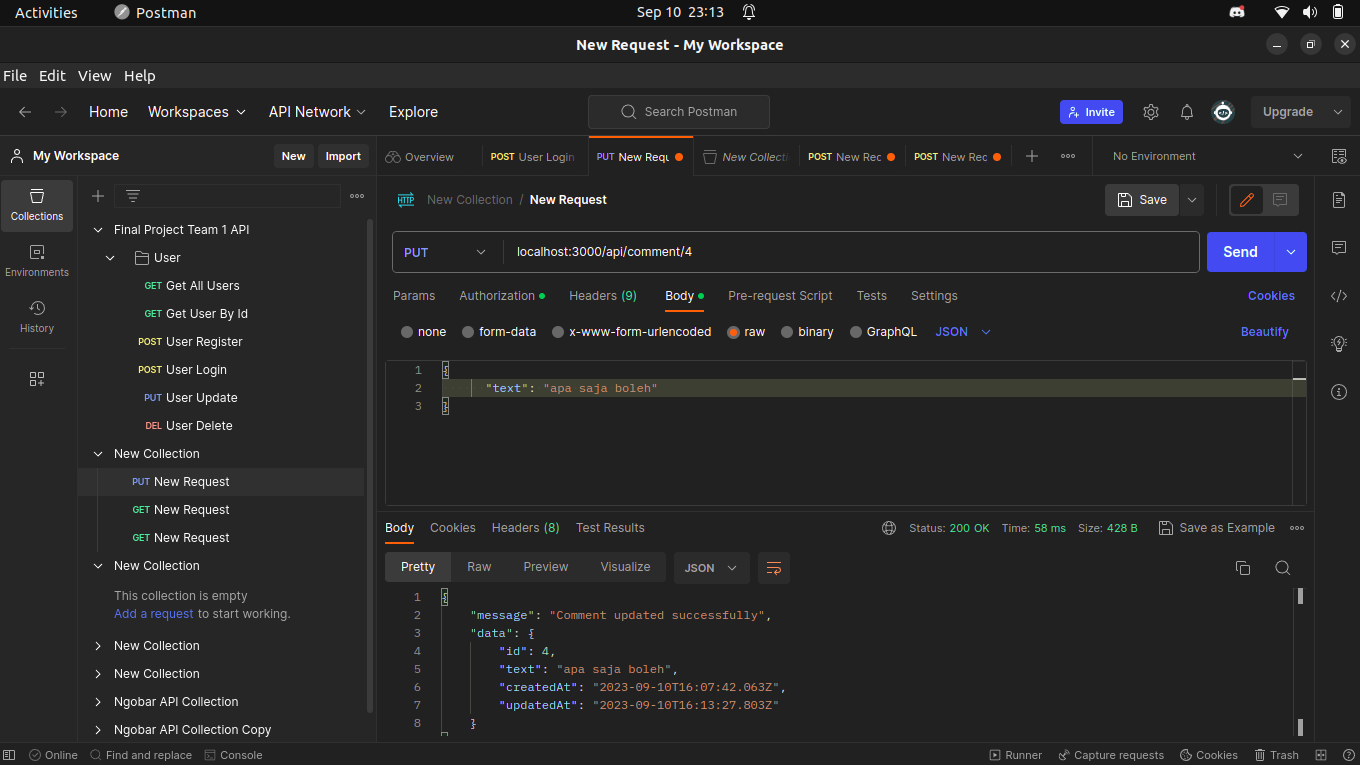 Activities Postman Sep 10 23:13
New Request - My Workspace
File Edit View Help
Home Workspaces API Network Explore Search Postman Invite Upgrade
My Workspace New Import
Overview POST User Login PUT New Requ New Collecti POST New Rec POST New Rec No Environment
Collections
Environments
History
Final Project Team 1 API
User
GET Get All Users
GET Get User By Id
POST User Register
POST User Login
PUT User Update
DEL User Delete
New Collection
PUT New Request
GET New Request
GET New Request
New Collection
This collection is empty
Add a request to start working.
New Collection
New Collection
Ngobar API Collection
Ngobar API Collection Copy
HTTP New Collection / New Request Save
PUT localhost:3000/api/comment/4 Send
Params Authorization Headers (9) Body Pre-request Script Tests Settings Cookies
none form-data x-www-form-urlencoded raw binary GraphQL JSON Beautify
1 {
2 "text": "apa saja boleh"
3 }
Body Cookies Headers (8) Test Results Status: 200 OK Time: 58 ms Size: 428 B Save as Example
Pretty Raw Preview Visualize JSON
1 {
2 "message": "Comment updated successfully",
3 "data": {
4 "id": 4,
5 "text": "apa saja boleh",
6 "createdAt": "2023-09-10T16:07:42.063Z",
7 "updatedAt": "2023-09-10T16:13:27.803Z"
8 }
Online Find and replace Console Runner Capture requests Cookies Trash